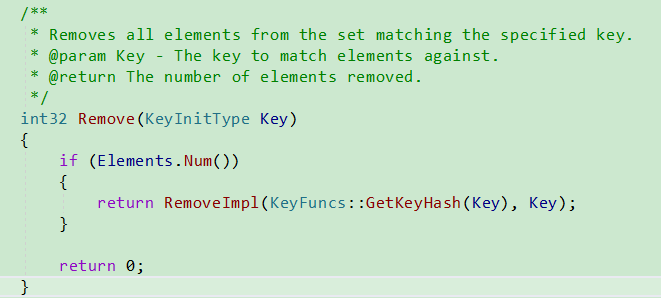 /**
 * Removes all elements from the set matching the specified key.
 * @param Key - The key to match elements against.
 * @return The number of elements removed.
 */
int32 Remove(KeyInitType Key)
{
    if (Elements.Num())
    {
        return RemoveImpl(KeyFuncs::GetKeyHash(Key), Key);
    }

    return 0;
}